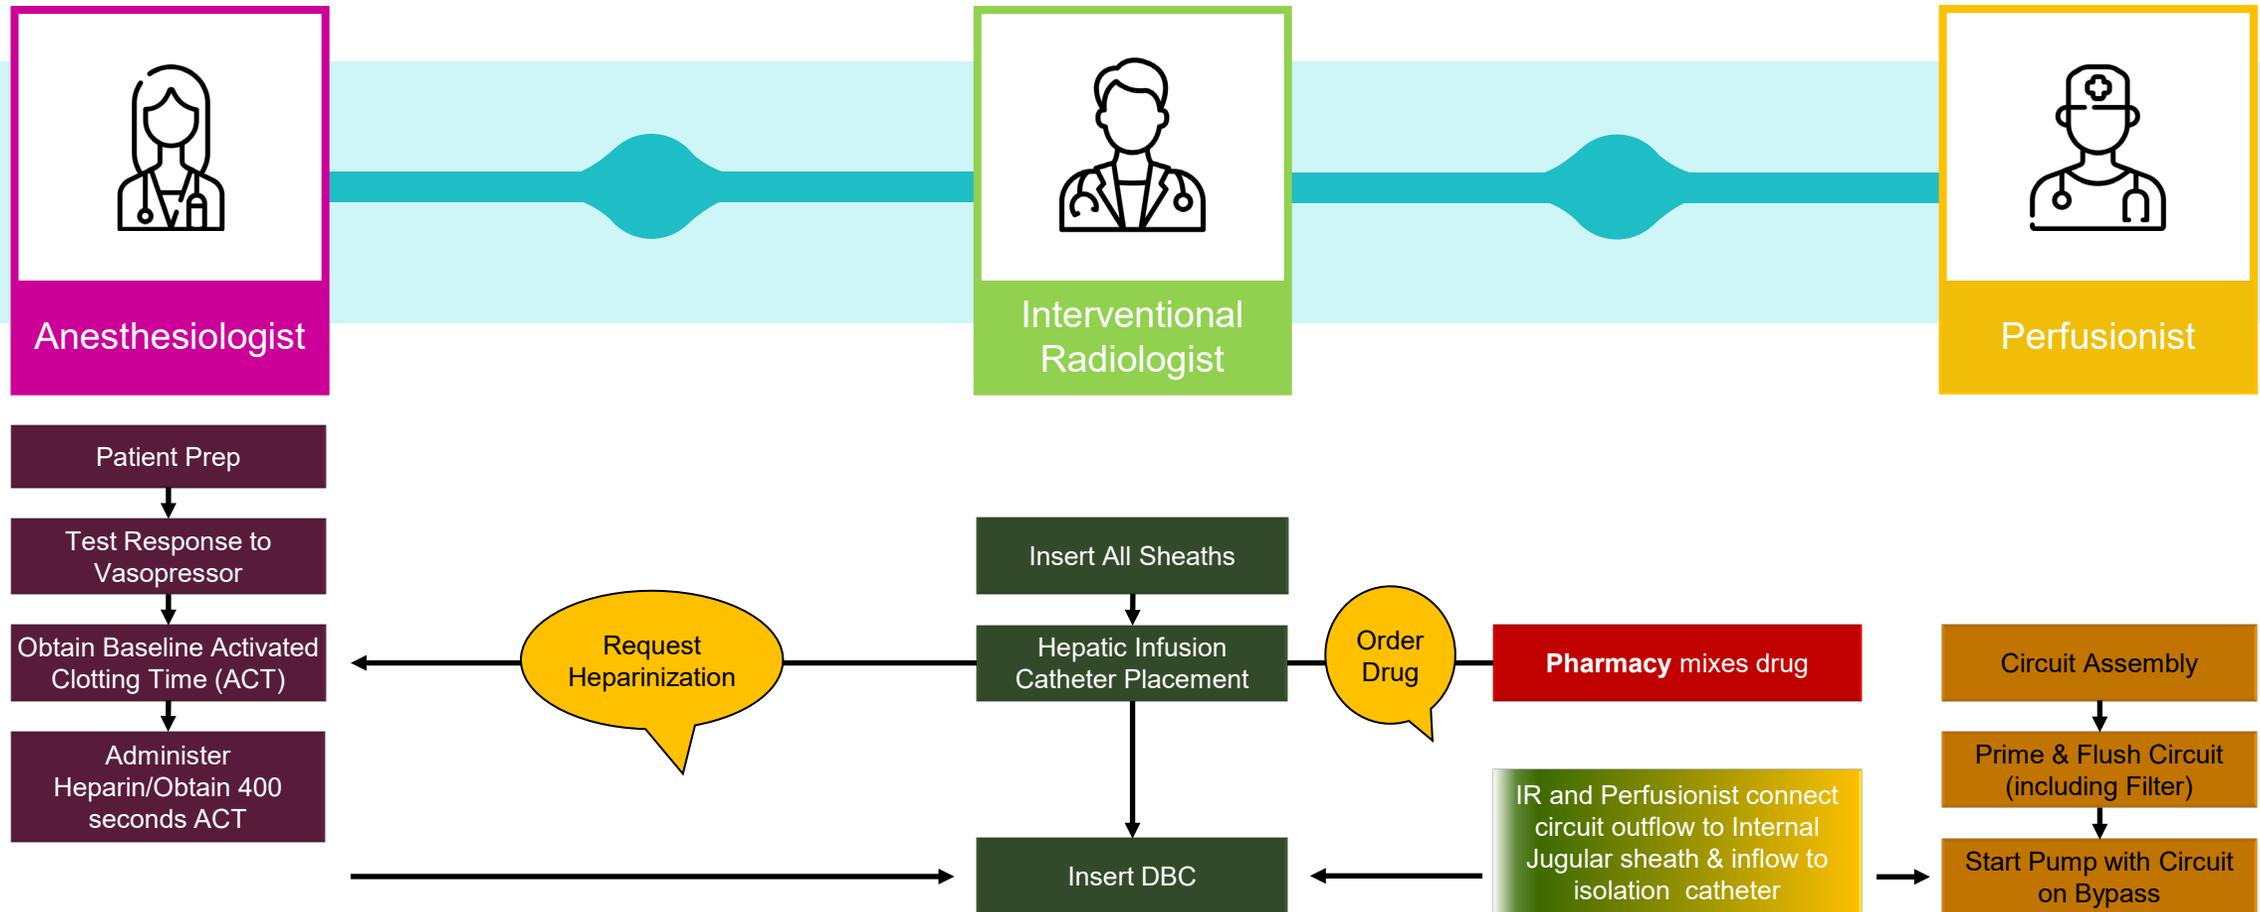 Anesthesiologist
Interventional
Radiologist
Perfusionist
Patient Prep
Test Response to
Vasopressor
Obtain Baseline Activated
Clotting Time (ACT)
Administer
Heparin/Obtain 400
seconds ACT
Request
Heparinization
Insert All Sheaths
Hepatic Infusion
Catheter Placement
Insert DBC
Order
Drug
Pharmacy mixes drug
IR and Perfusionist connect
circuit outflow to Internal
Jugular sheath & inflow to
isolation catheter
Circuit Assembly
Prime & Flush Circuit
(including Filter)
Start Pump with Circuit
on Bypass